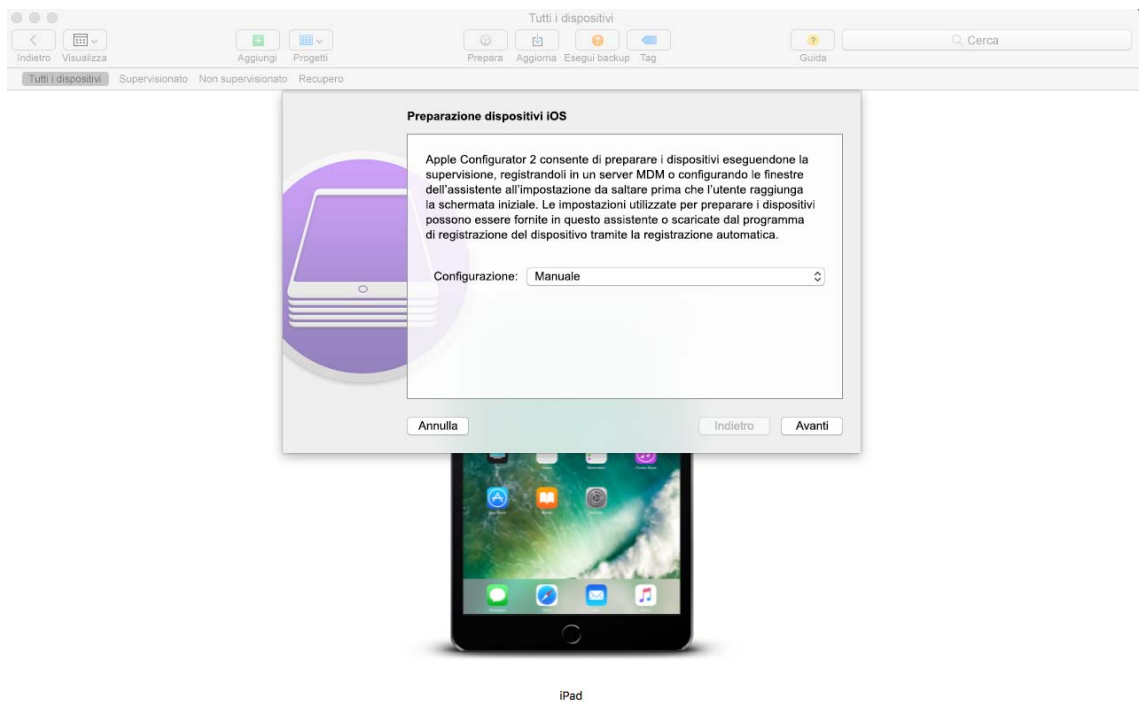 Tutti i dispositivi
Indietro Visualizza Aggiungi Progetti Prepara Aggiorna Esegui backup Tag Guida Cerca
Tutti i dispositivi Supervisionato Non supervisionato Recupero
Preparazione dispositivi iOS
Apple Configurator 2 consente di preparare i dispositivi eseguendone la
supervisione, registrandoli in un server MDM o configurando le finestre
dell'assistente all'impostazione da saltare prima che l'utente raggiunga
la schermata iniziale. Le impostazioni utilizzate per preparare i dispositivi
possono essere fornite in questo assistente o scaricate dal programma
di registrazione del dispositivo tramite la registrazione automatica.
Configurazione: Manuale
Annulla Indietro Avanti
iPad